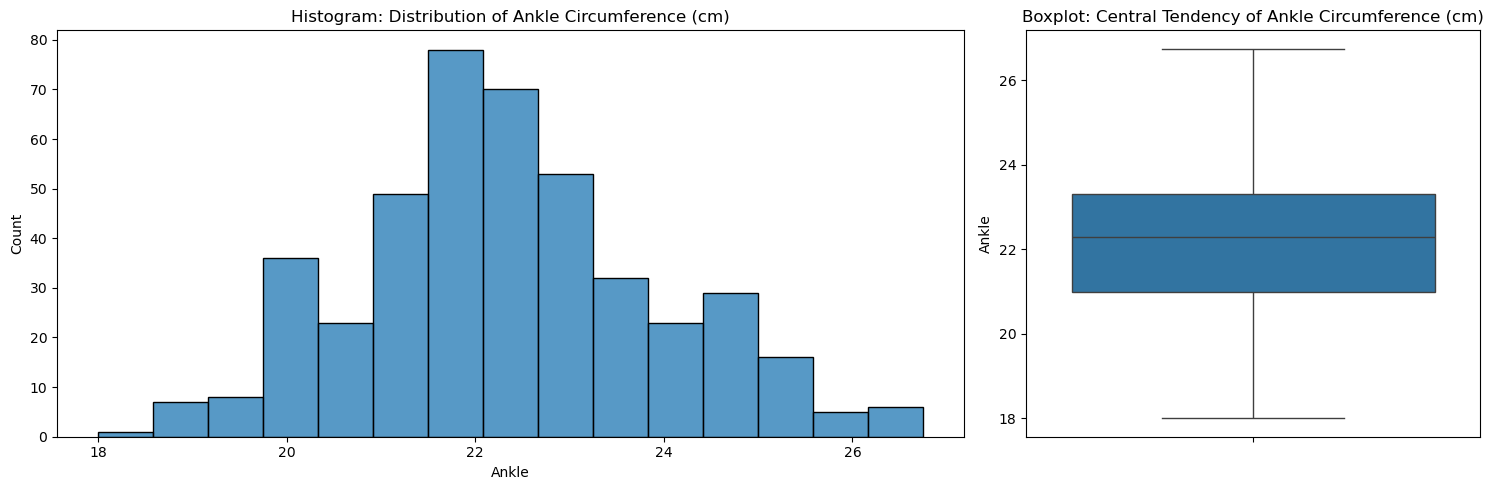 Histogram: Distribution of Ankle Circumference (cm)
80
70
60
50
40
30
20
10
0
Count
18 20 22 24 26
Ankle
Boxplot: Central Tendency of Ankle Circumference (cm)
26
24
22
20
18
Ankle